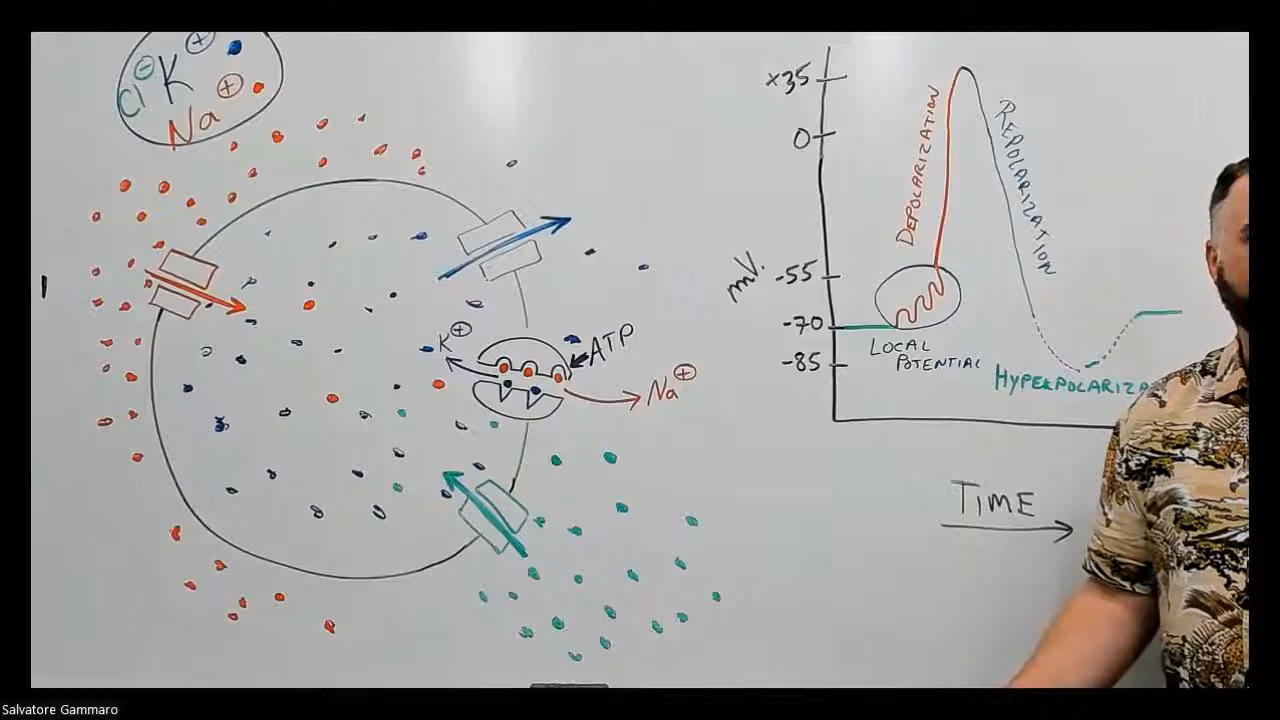 Cl ⊖ K ⊕
Na ⊕
K ⊕
ATP
Na ⊕
+35
0
mV.
-55
-70
-85
DEPOLARIZATION
REPOLARIZATION
LOCAL
POTENTIAL
HYPERPOLARIZA
TIME
Salvatore Gammaro